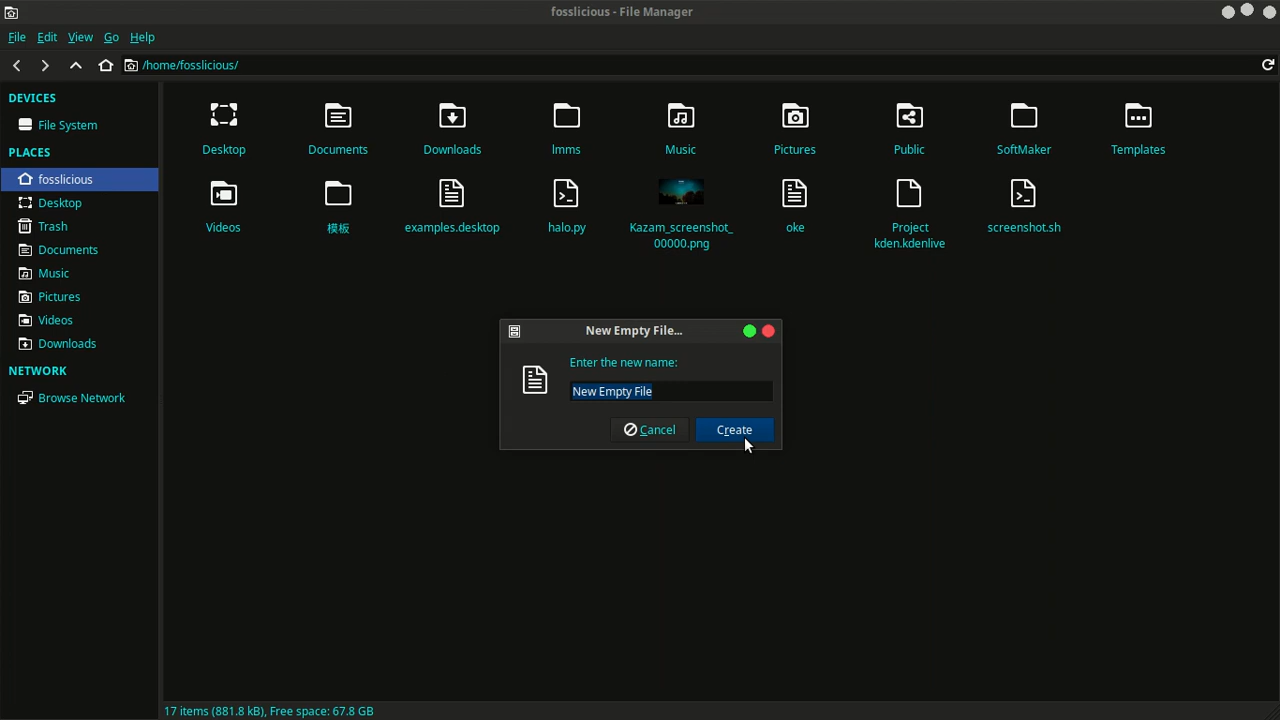 fosslicious - File Manager
File Edit View Go Help
/home/fosslicious/
DEVICES
File System
PLACES
fosslicious
Desktop
Trash
Documents
Music
Pictures
Videos
Downloads
NETWORK
Browse Network
Desktop Documents Downloads lmms Music Pictures Public SoftMaker Templates
Videos 模板 examples.desktop halo.py Kazam_screenshot_ oke Project screenshot.sh
00000.png kden.kdenlive
New Empty File...
Enter the new name:
New Empty File
Cancel Create
17 items (881.8 kB), Free space: 67.8 GB